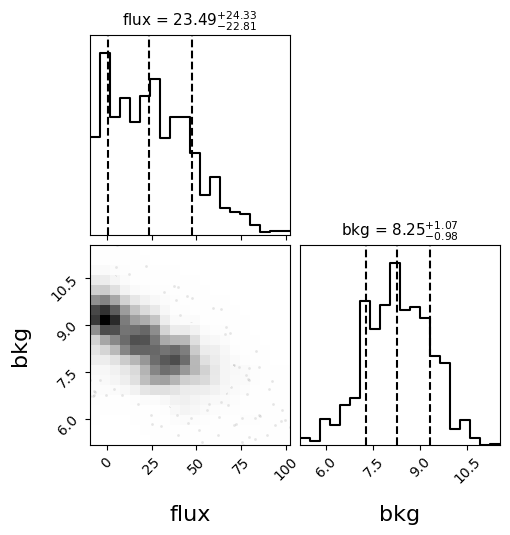 flux = 23.49+24.33−22.81
bkg = 8.25+1.07−0.98
bkg
10.5
9.0
7.5
6.0
0 25 50 75 100
6.0 7.5 9.0 10.5
flux bkg